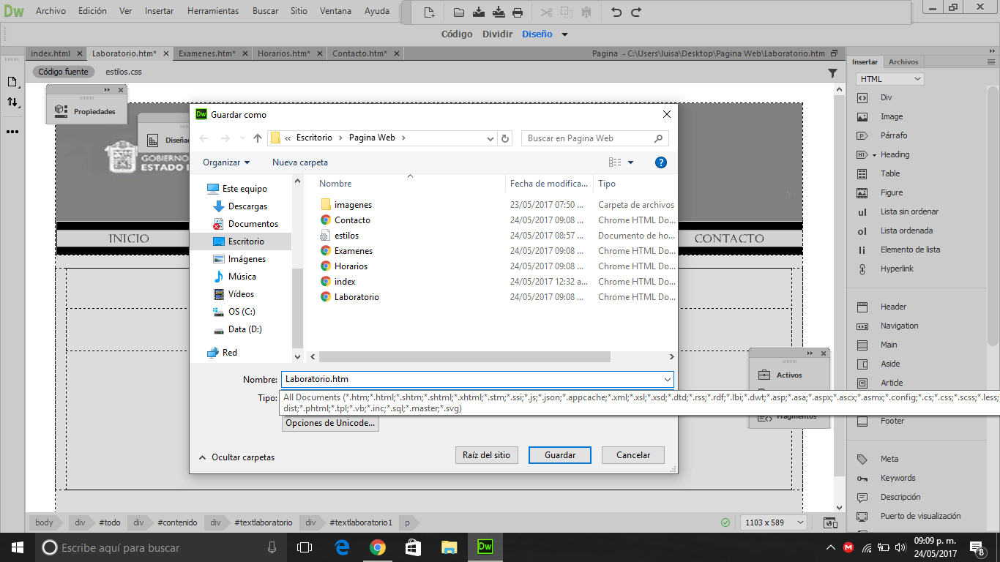 Dw Archivo Edición Ver Insertar Herramientas Buscar Sitio Ventana Ayuda
Código Dividir Diseño
index.html Laboratorio.htm* Examenes.htm* Horarios.htm* Contacto.htm* Pagina - C:\Users\luisa\Desktop\Pagina Web\Laboratorio.htm
Código fuente estilos.css
Propiedades
GOBIERNO
ESTADO D
INICIO
CONTACTO
Dw Guardar como
« Escritorio Pagina Web
Buscar en Pagina Web
Organizar Nueva carpeta
?
Este equipo
Descargas
Documentos
Escritorio
Imágenes
Música
Vídeos
OS (C:)
Data (D:)
Red
Nombre Fecha de modifica... Tipo
imagenes 23/05/2017 07:50 ... Carpeta de archivos
Contacto 24/05/2017 09:08 ... Chrome HTML Do...
estilos 24/05/2017 08:57 ... Documento de ho...
Examenes 24/05/2017 09:08 ... Chrome HTML Do...
Horarios 24/05/2017 09:08 ... Chrome HTML Do...
index 24/05/2017 12:32 a... Chrome HTML Do...
Laboratorio 24/05/2017 09:08 ... Chrome HTML Do...
Nombre: Laboratorio.htm
Tipo:
All Documents (*.htm;*.html;*.shtm;*.shtml;*.xhtml;*.stm;*.ssi;*.js;*.json;*.appcache;*.xml;*.xsl;*.xsd;*.dtd;*.rss;*.rdf;*.lbi;*.dwt;*.asp;*.asa;*.aspx;*.ascx;*.asmx;*.config;*.cs;*.css;*.scss;*.less;*
dist;*.phtml;*.tpl;*.vb;*.inc;*.sql;*.master;*.svg)
Opciones de Unicode...
Ocultar carpetas
Raíz del sitio Guardar Cancelar
Insertar Archivos
HTML
Div
Image
Párrafo
H1 Heading
Table
Figure
ul Lista sin ordenar
ol Lista ordenada
li Elemento de lista
Hyperlink
Header
Navigation
Main
Aside
Article
Footer
Meta
Keywords
Descripción
Puerto de visualización
Activos
Fragmentos
body div #todo div #contenido div #textlaboratorio div #textlaboratorio1 p
1103 x 589
Escribe aquí para buscar
Dw
09:09 p. m.
24/05/2017
8